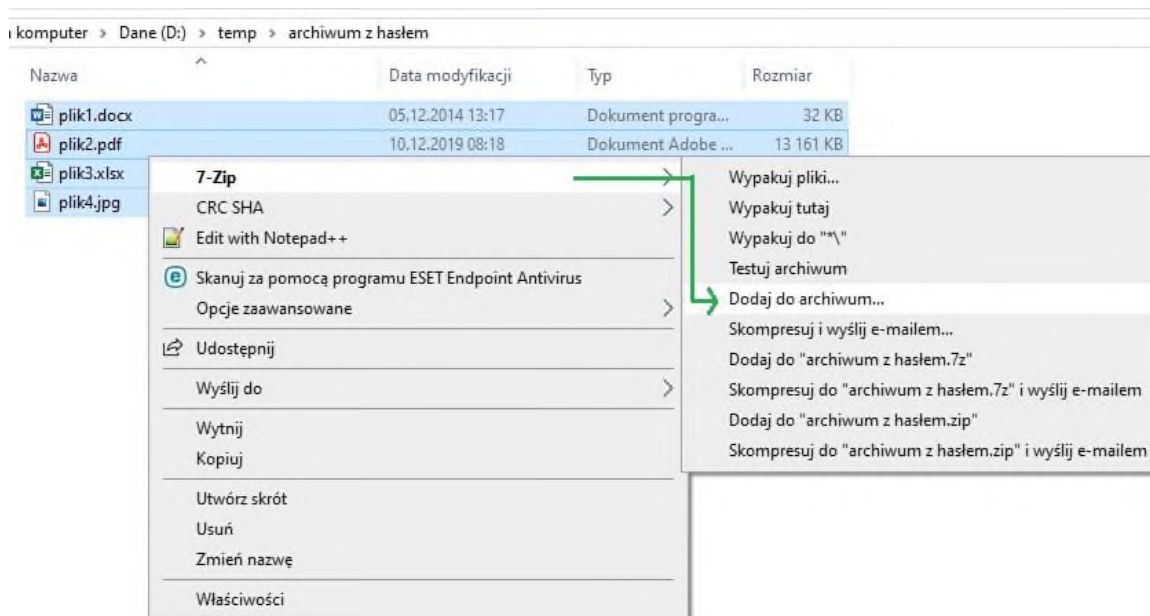 komputer > Dane (D:) > temp > archiwum z hasłem
Nazwa Data modyfikacji Typ Rozmiar
plik1.docx 05.12.2014 13:17 Dokument progra... 32 KB
plik2.pdf 10.12.2019 08:18 Dokument Adobe ... 13 161 KB
plik3.xlsx
plik4.jpg
7-Zip
CRC SHA
Edit with Notepad++
Skanuj za pomocą programu ESET Endpoint Antivirus
Opcje zaawansowane
Udostępnij
Wyślij do
Wytnij
Kopiuj
Utwórz skrót
Usuń
Zmień nazwę
Właściwości
Wypakuj pliki...
Wypakuj tutaj
Wypakuj do "*\"
Testuj archiwum
Dodaj do archiwum...
Skompresuj i wyślij e-mailem...
Dodaj do "archiwum z hasłem.7z"
Skompresuj do "archiwum z hasłem.7z" i wyślij e-mailem
Dodaj do "archiwum z hasłem.zip"
Skompresuj do "archiwum z hasłem.zip" i wyślij e-mailem